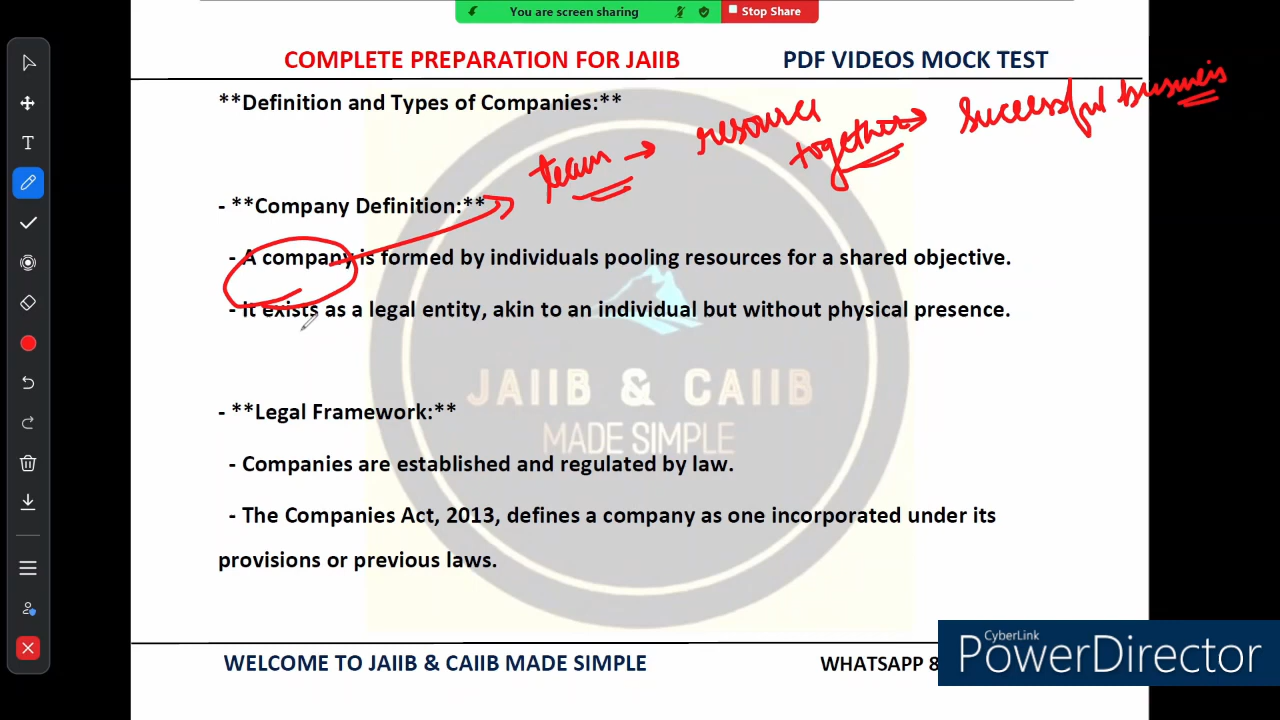 You are screen sharing Stop Share
COMPLETE PREPARATION FOR JAIIB PDF VIDEOS MOCK TEST
**Definition and Types of Companies:**
team → resource together → Successful business
- **Company Definition:**
- A company is formed by individuals pooling resources for a shared objective.
- It exists as a legal entity, akin to an individual but without physical presence.
JAIIB & CAIIB
MADE SIMPLE
- **Legal Framework:**
- Companies are established and regulated by law.
- The Companies Act, 2013, defines a company as one incorporated under its
provisions or previous laws.
WELCOME TO JAIIB & CAIIB MADE SIMPLE WHATSAPP 8
CyberLink
PowerDirector